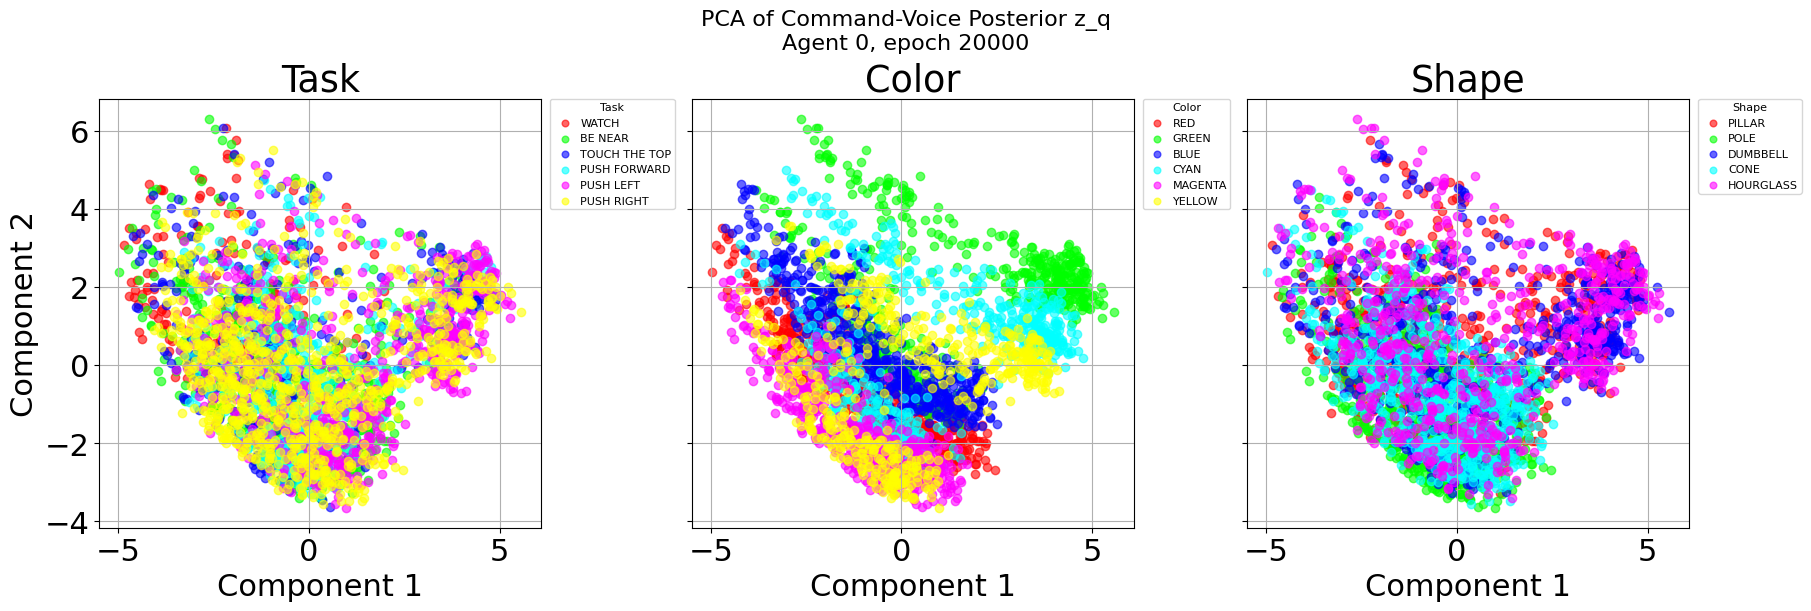 PCA of Command-Voice Posterior z_q
Agent 0, epoch 20000
Task
Color
Shape
Component 2
6
4
2
0
−2
−4
−5
0
5
Component 1
Task
WATCH
BE NEAR
TOUCH THE TOP
PUSH FORWARD
PUSH LEFT
PUSH RIGHT
−5
0
5
Component 1
Color
RED
GREEN
BLUE
CYAN
MAGENTA
YELLOW
−5
0
5
Component 1
Shape
PILLAR
POLE
DUMBBELL
CONE
HOURGLASS